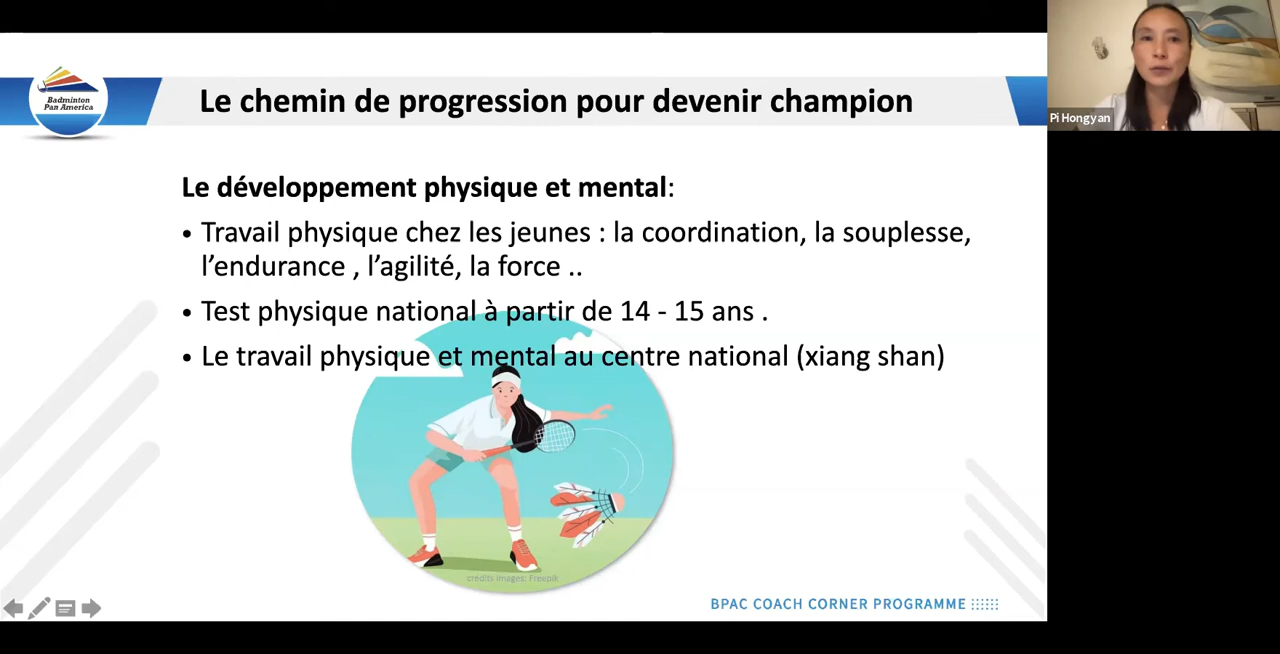 Badminton
Pan America
Le chemin de progression pour devenir champion
Pi Hongyan
Le développement physique et mental:
• Travail physique chez les jeunes : la coordination, la souplesse,
l’endurance , l’agilité, la force ..
• Test physique national à partir de 14 - 15 ans .
• Le travail physique et mental au centre national (xiang shan)
crédits images: Freepik
BPAC COACH CORNER PROGRAMME